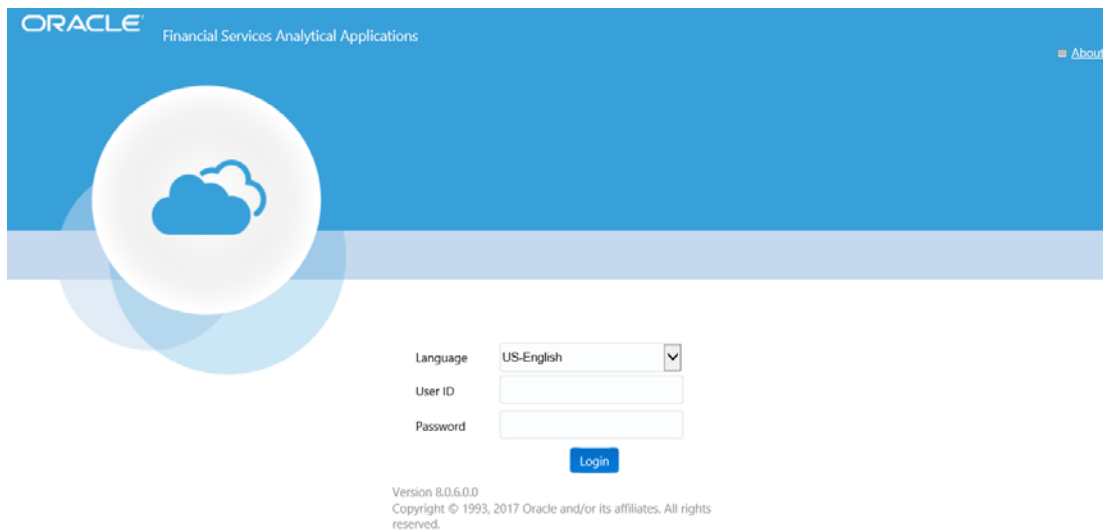 ORACLE
Financial Services Analytical Applications
About
Language
US-English
User ID
Password
Login
Version 8.0.6.0.0
Copyright © 1993, 2017 Oracle and/or its affiliates. All rights
reserved.